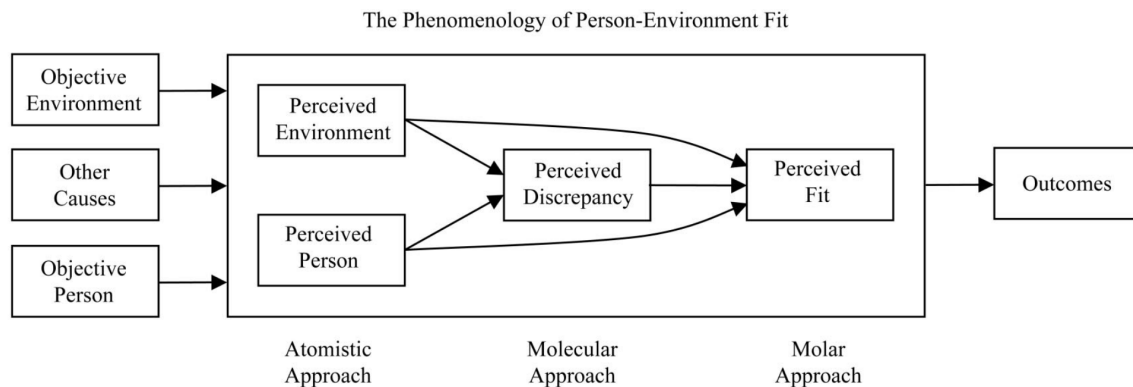 The Phenomenology of Person-Environment Fit
Objective
Environment
Other
Causes
Objective
Person
Perceived
Environment
Perceived
Person
Perceived
Discrepancy
Perceived
Fit
Outcomes
Atomistic
Approach
Molecular
Approach
Molar
Approach